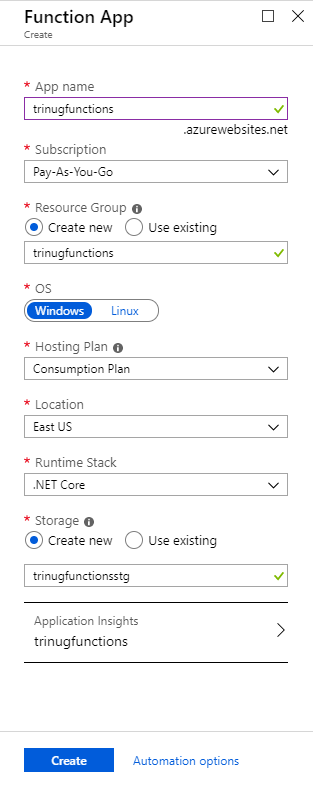 Function App
Create
* App name
trinugfunctions
.azurewebsites.net
* Subscription
Pay-As-You-Go
* Resource Group
Create new Use existing
trinugfunctions
* OS
Windows Linux
* Hosting Plan
Consumption Plan
* Location
East US
* Runtime Stack
.NET Core
* Storage
Create new Use existing
trinugfunctionsstg
Application Insights
trinugfunctions
Create Automation options